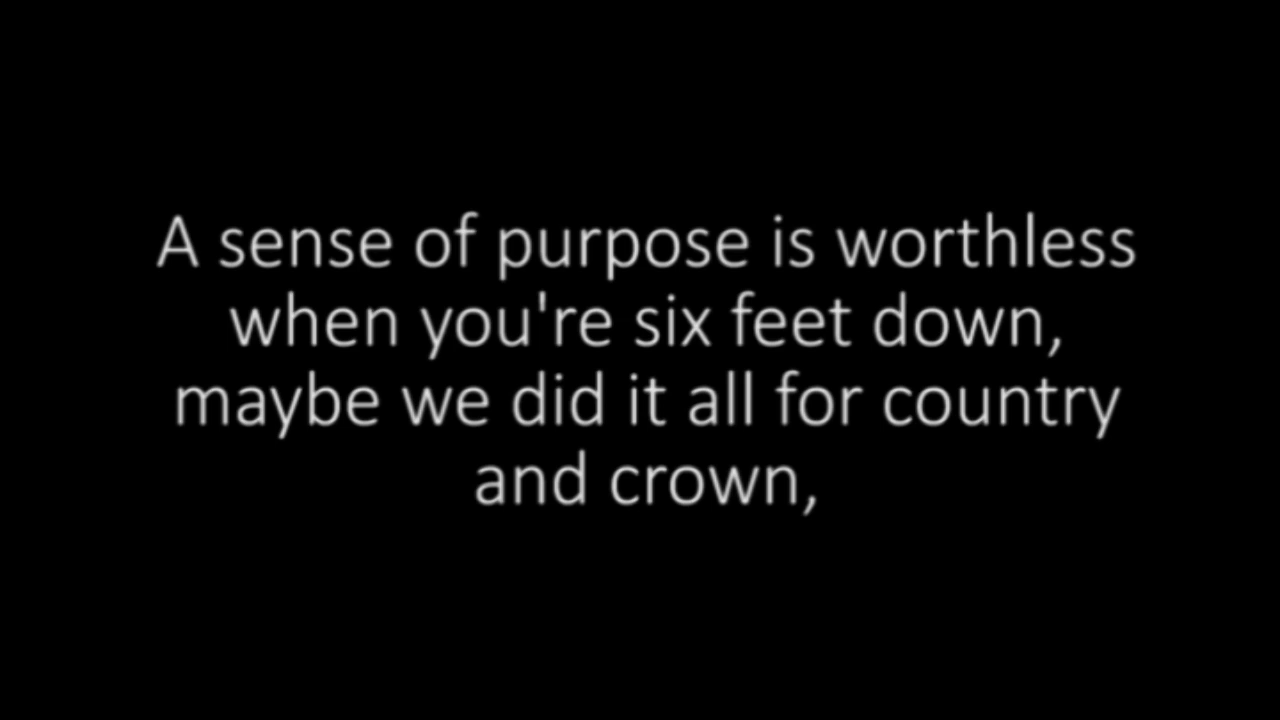 A sense of purpose is worthless
when you're six feet down,
maybe we did it all for country
and crown,